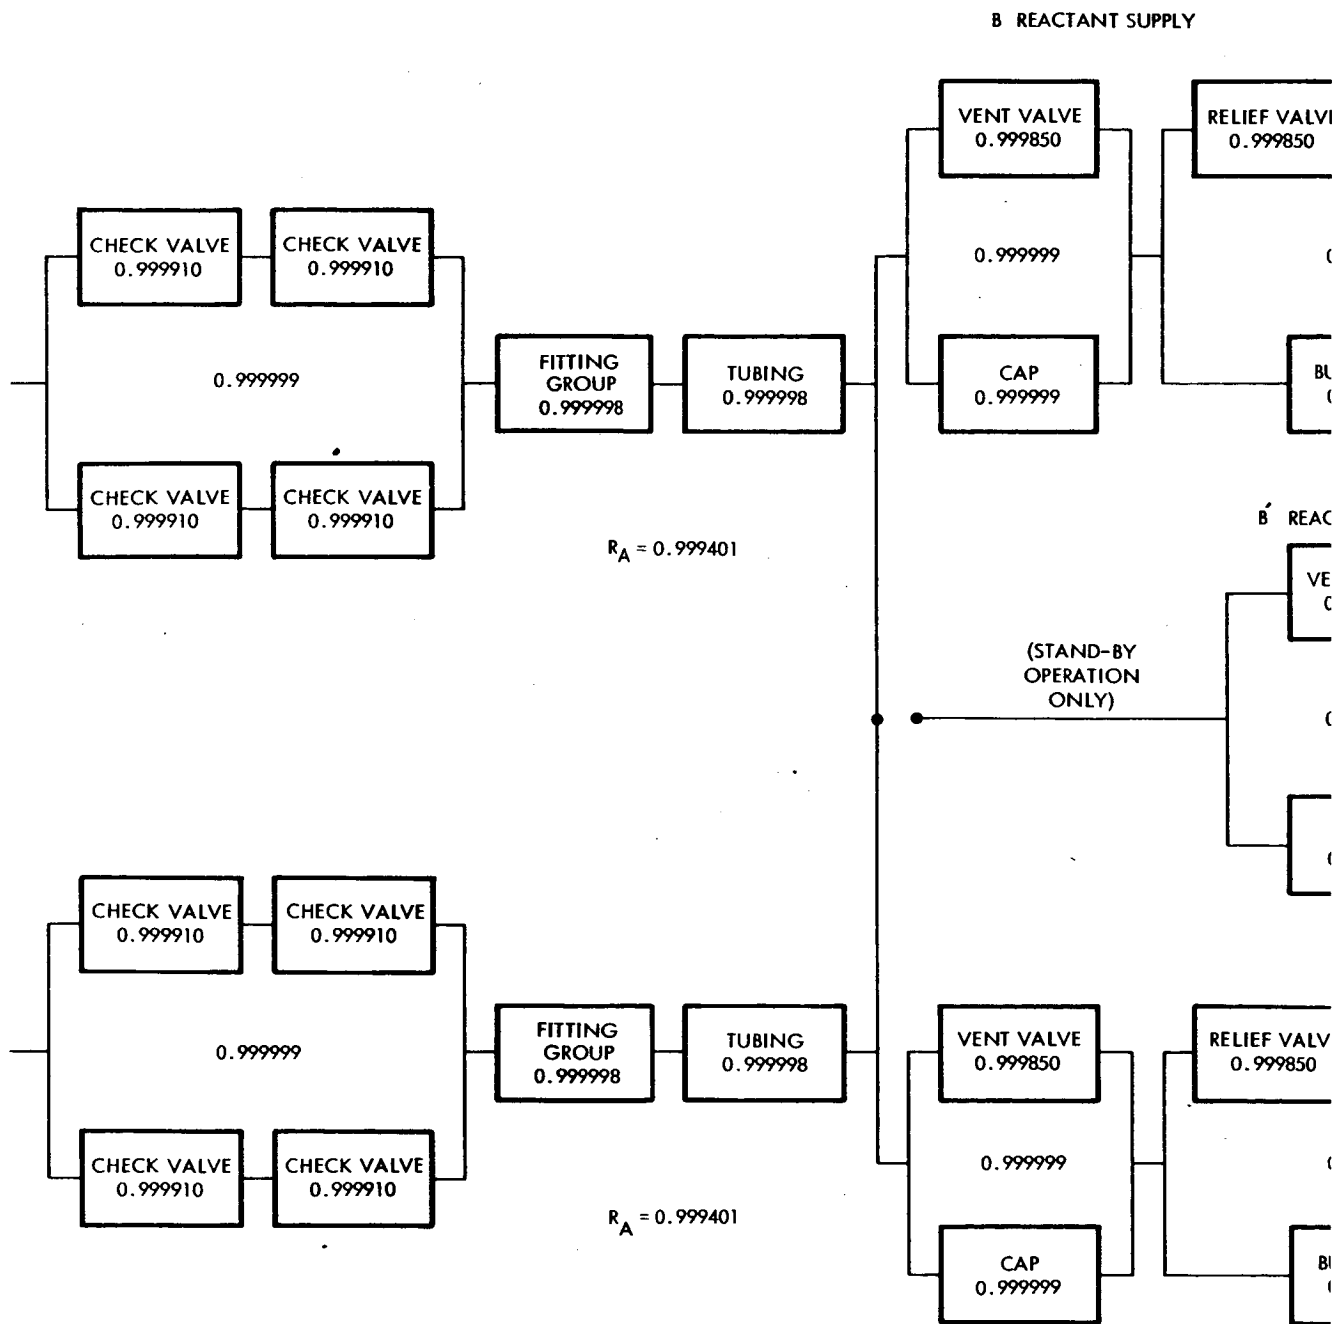 B REACTANT SUPPLY
VENT VALVE
0.999850
RELIEF VALVE
0.999850
CHECK VALVE
0.999910
CHECK VALVE
0.999910
0.999999
0.999999
FITTING
GROUP
0.999998
TUBING
0.999998
CAP
0.999999
CHECK VALVE
0.999910
CHECK VALVE
0.999910
R_A = 0.999401
B´ REAC
(STAND-BY
OPERATION
ONLY)
CHECK VALVE
0.999910
CHECK VALVE
0.999910
0.999999
FITTING
GROUP
0.999998
TUBING
0.999998
VENT VALVE
0.999850
RELIEF VALV
0.999850
CHECK VALVE
0.999910
CHECK VALVE
0.999910
0.999999
R_A = 0.999401
CAP
0.999999